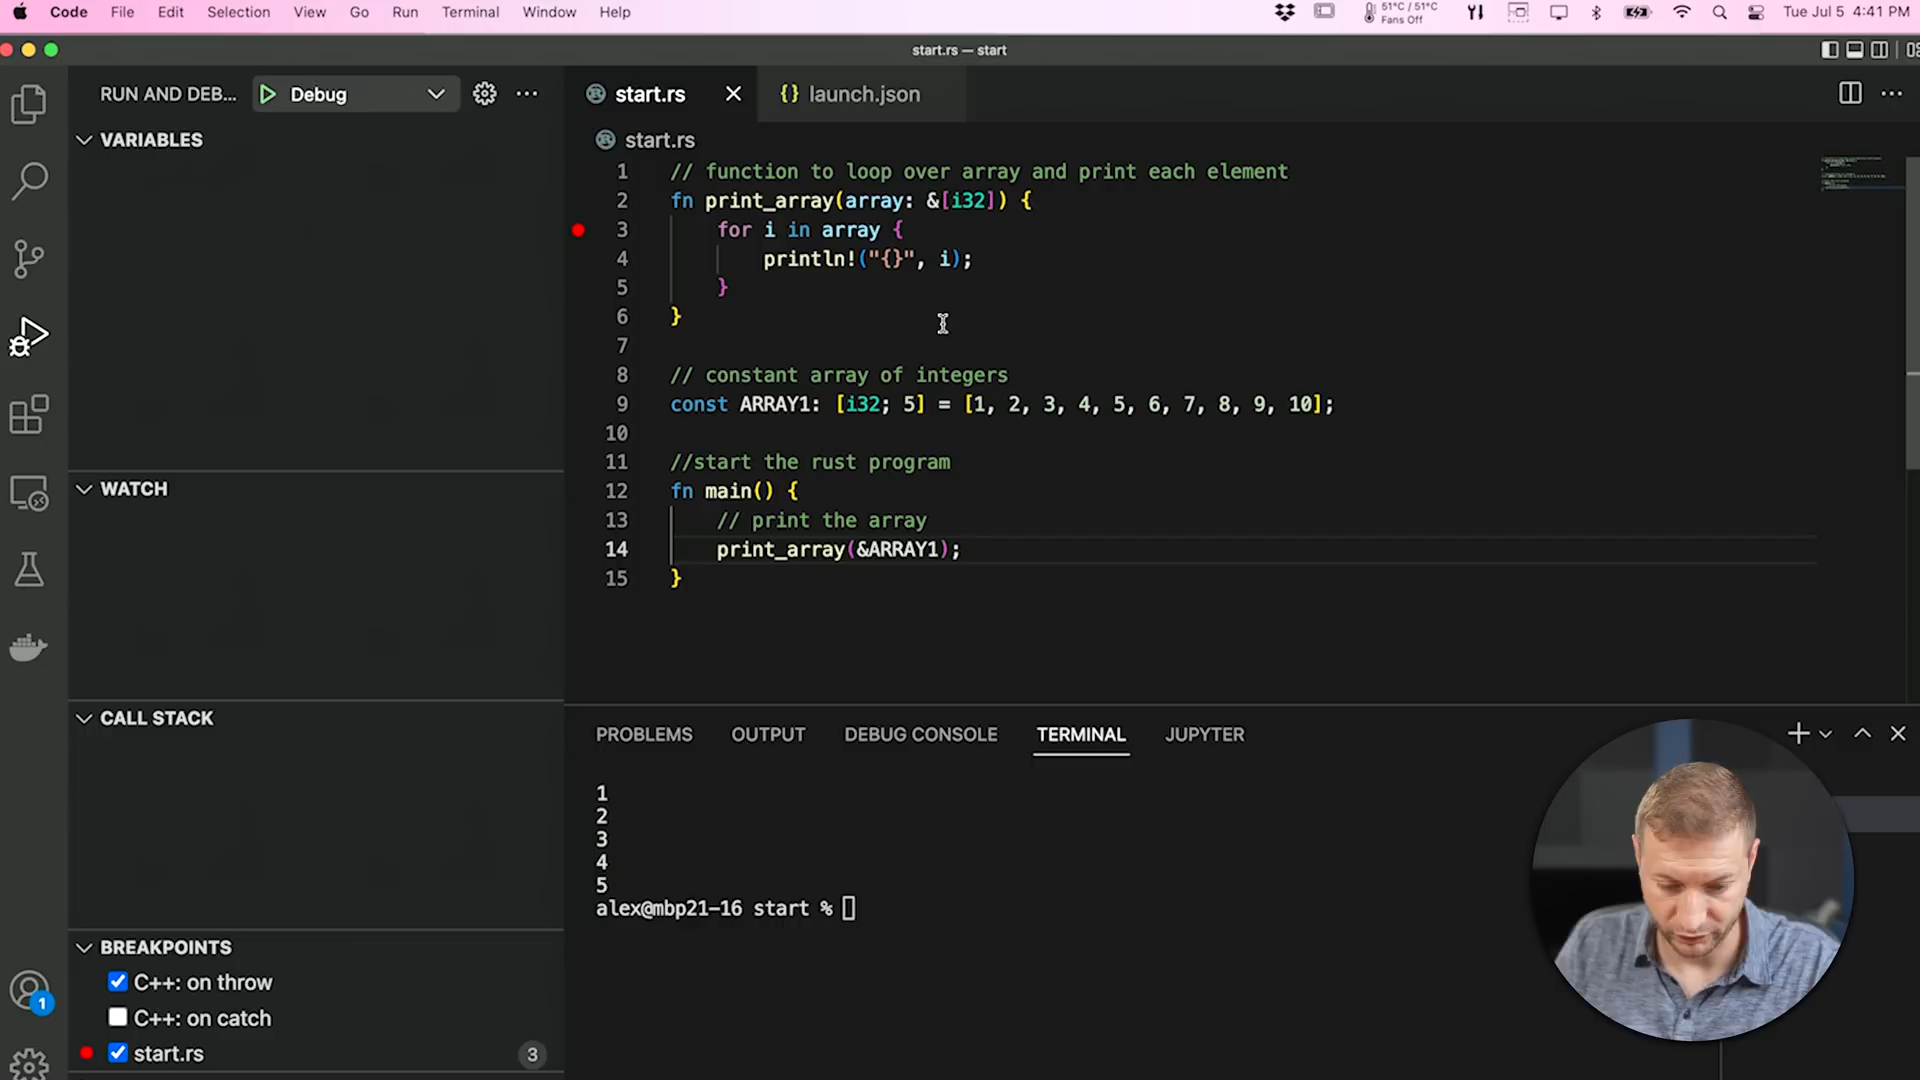 Code File Edit Selection View Go Run Terminal Window Help 51°C / 51°C Fans Off Tue Jul 5 4:41 PM
start.rs — start
RUN AND DEB... Debug
start.rs
{} launch.json
VARIABLES
WATCH
CALL STACK
BREAKPOINTS
C++: on throw
C++: on catch
start.rs 3
1
start.rs
1 // function to loop over array and print each element
2 fn print_array(array: &[i32]) {
3 for i in array {
4 println!("{}", i);
5 }
6 }
7
8 // constant array of integers
9 const ARRAY1: [i32; 5] = [1, 2, 3, 4, 5, 6, 7, 8, 9, 10];
10
11 //start the rust program
12 fn main() {
13 // print the array
14 print_array(&ARRAY1);
15 }
PROBLEMS OUTPUT DEBUG CONSOLE TERMINAL JUPYTER
1
2
3
4
5
alex@mbp21-16 start %